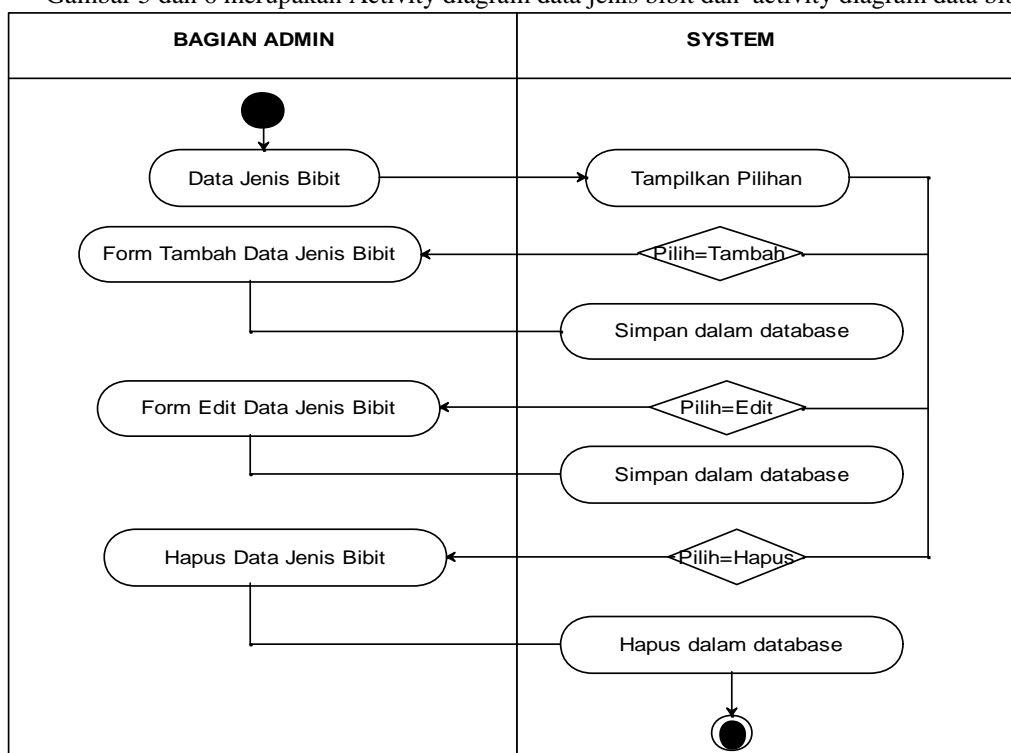 Gambar 5 dan 6 merupakan Activity diagram data jenis bibit dan activity diagram data
BAGIAN ADMIN SYSTEM
Data Jenis Bibit Tampilkan Pilihan
Form Tambah Data Jenis Bibit Pilih=Tambah
Simpan dalam database
Form Edit Data Jenis Bibit Pilih=Edit
Simpan dalam database
Hapus Data Jenis Bibit Pilih=Hapus
Hapus dalam database